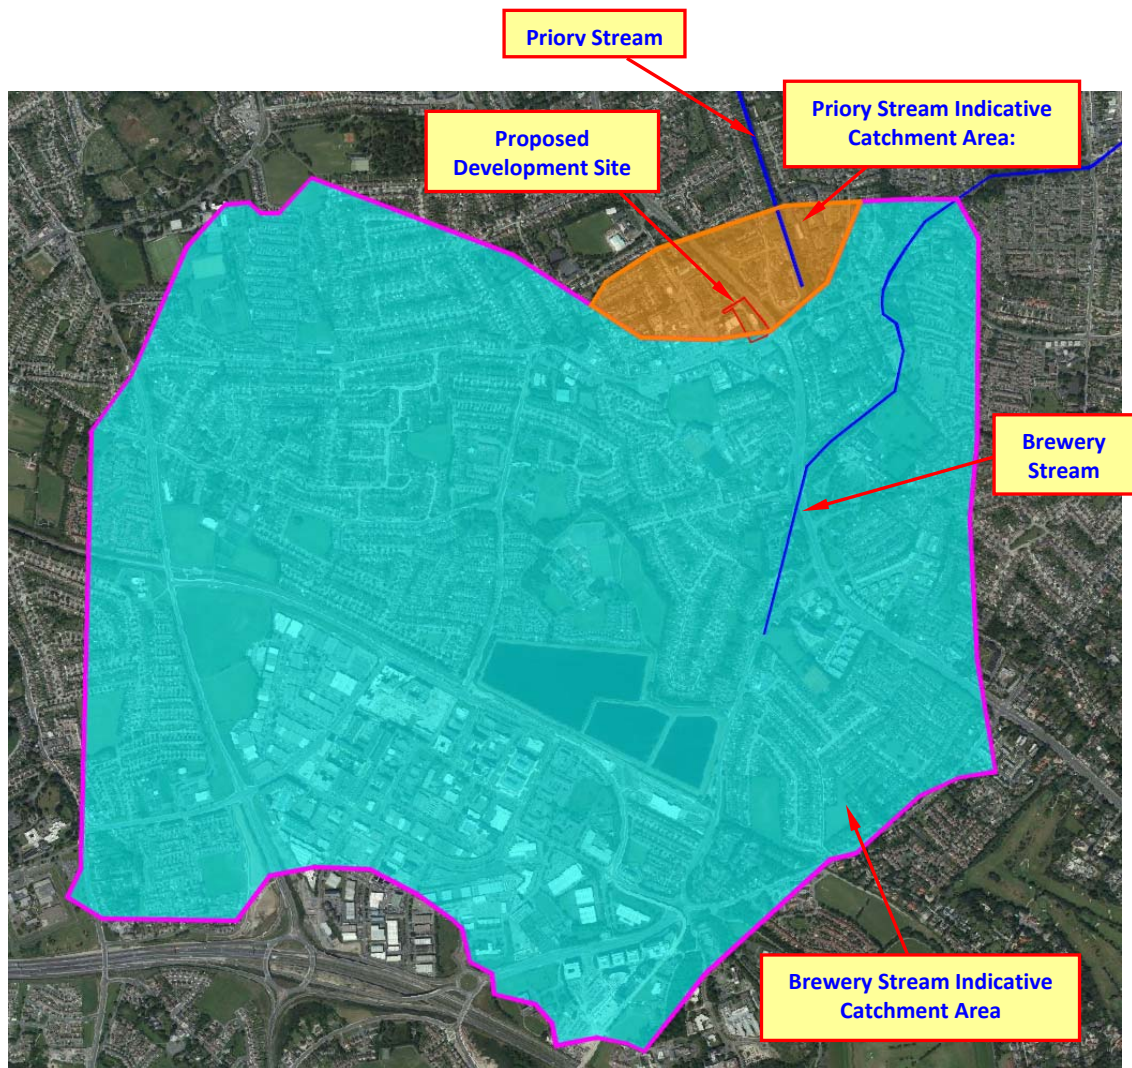 Priory Stream
Priory Stream Indicative
Catchment Area:
Proposed
Development Site
Brewery
Stream
Brewery Stream Indicative
Catchment Area